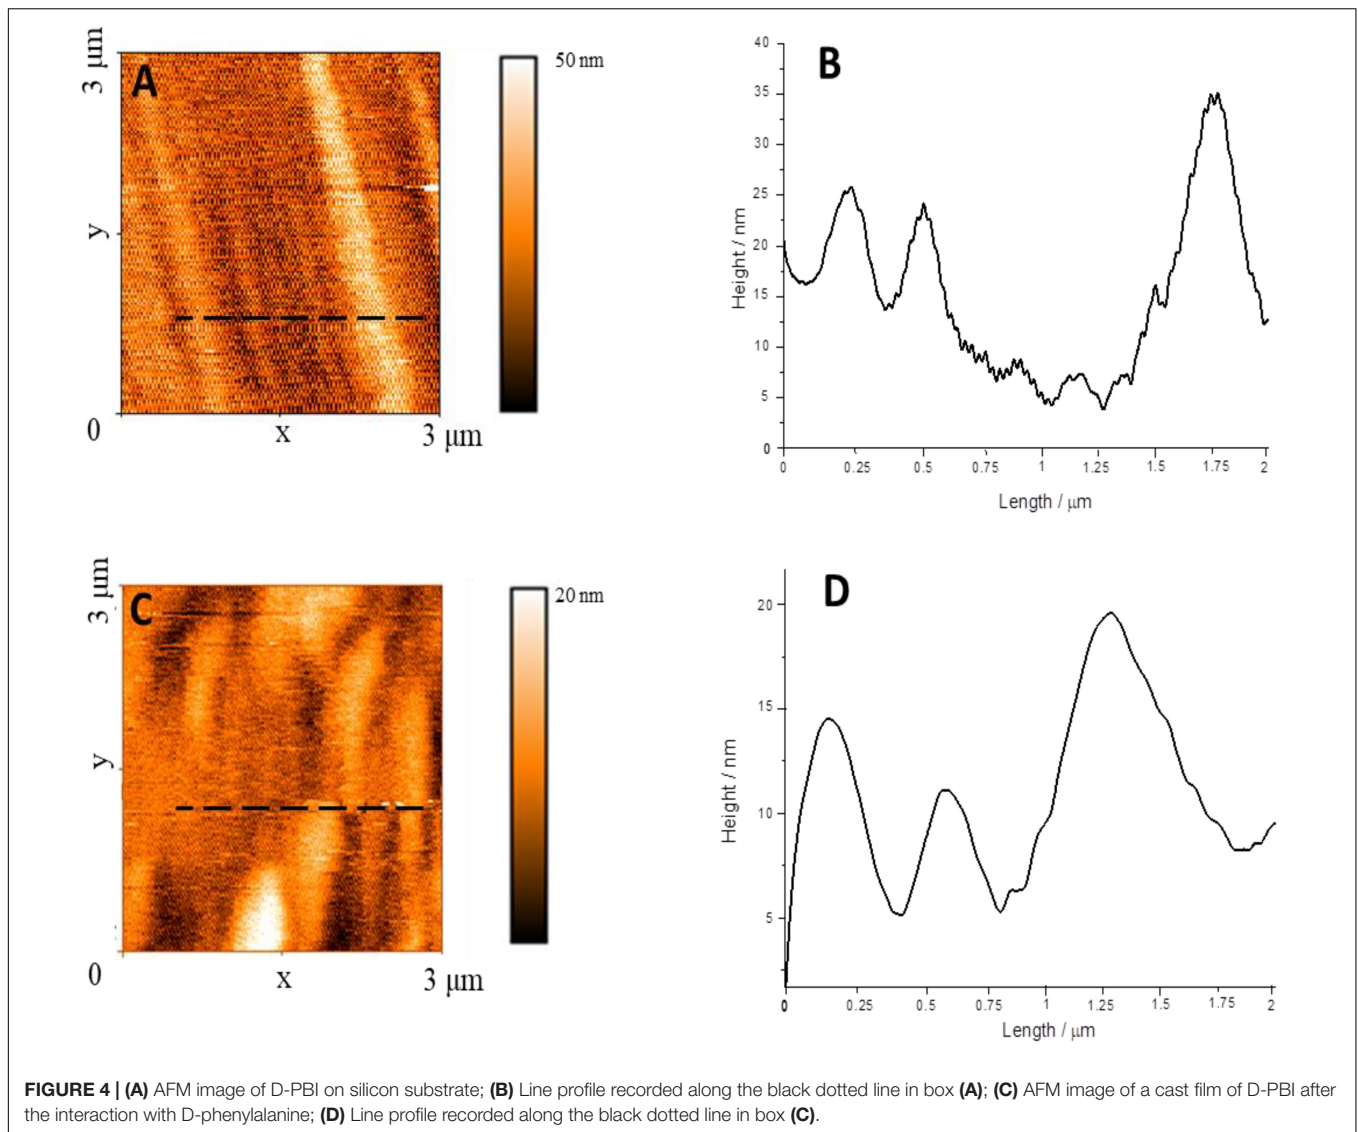 A
3 μm
y
0
x
3 μm
50 nm
B
40
35
30
25
20
15
10
5
0
Height / nm
0
0.25
0.5
0.75
1
1.25
1.5
1.75
2
Length / μm
C
3 μm
y
0
x
3 μm
20 nm
D
20
15
10
5
Height / nm
0
0.25
0.5
0.75
1
1.25
1.5
1.75
2
Length / μm
FIGURE 4 | (A) AFM image of D-PBI on silicon substrate; (B) Line profile recorded along the black dotted line in box (A); (C) AFM image of a cast film of D-PBI after
the interaction with D-phenylalanine; (D) Line profile recorded along the black dotted line in box (C).